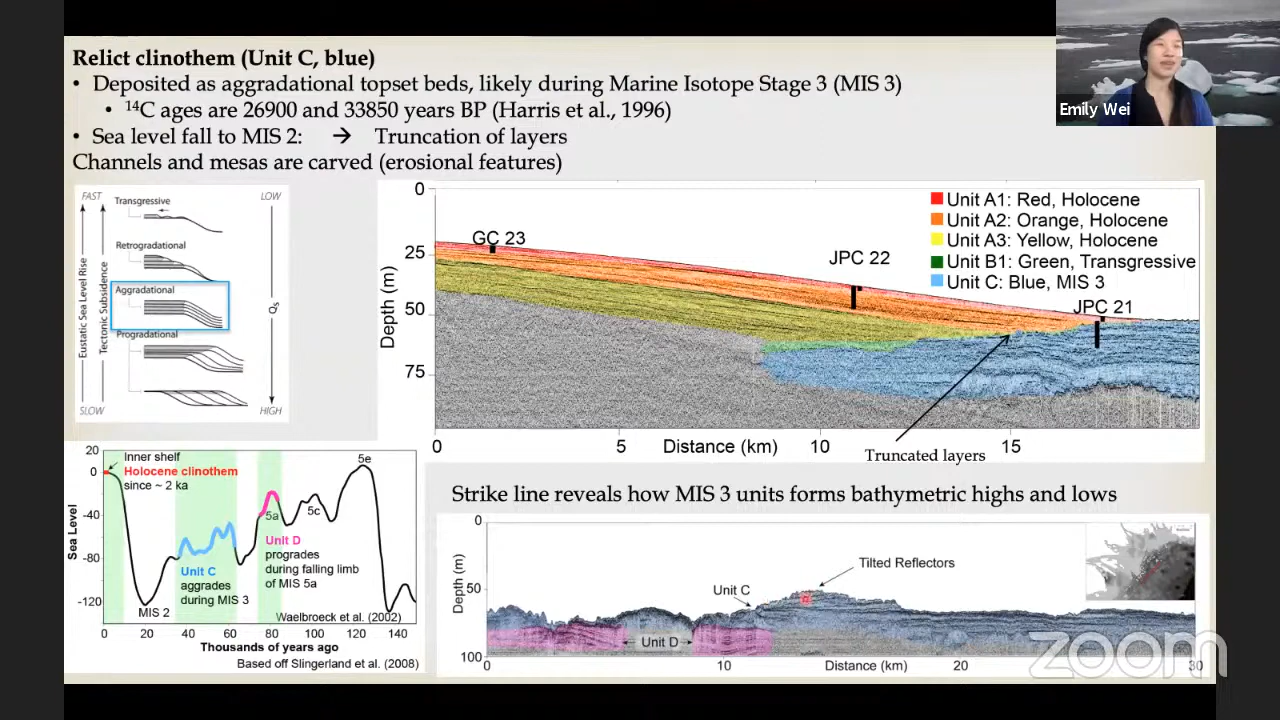 Relict clinothem (Unit C, blue)
• Deposited as aggradational topset beds, likely during Marine Isotope Stage 3 (MIS 3)
• ¹⁴C ages are 26900 and 33850 years BP (Harris et al., 1996)
• Sea level fall to MIS 2: → Truncation of layers
Channels and mesas are carved (erosional features)
Emily Wei
FAST
LOW
Transgressive
Retrogradational
Aggradational
Progradational
Eustatic Sea Level Rise
Tectonic Subsidence
Qs
SLOW
HIGH
0
25
50
75
Depth (m)
GC 23
JPC 22
JPC 21
Unit A1: Red, Holocene
Unit A2: Orange, Holocene
Unit A3: Yellow, Holocene
Unit B1: Green, Transgressive
Unit C: Blue, MIS 3
0 5 Distance (km) 10 15
Truncated layers
20
0
-40
-80
-120
Sea Level
Inner shelf
Holocene clinothem
since ~ 2 ka
5e
5a
5c
Unit D
progrades
during falling limb
of MIS 5a
Unit C
aggrades
during MIS 3
MIS 2
Waelbroeck et al. (2002)
0 20 40 60 80 100 120 140
Thousands of years ago
Based off Slingerland et al. (2008)
Strike line reveals how MIS 3 units forms bathymetric highs and lows
0
50
100
Depth (m)
Tilted Reflectors
Unit C
Unit D
0 10 Distance (km) 20 30
zoom